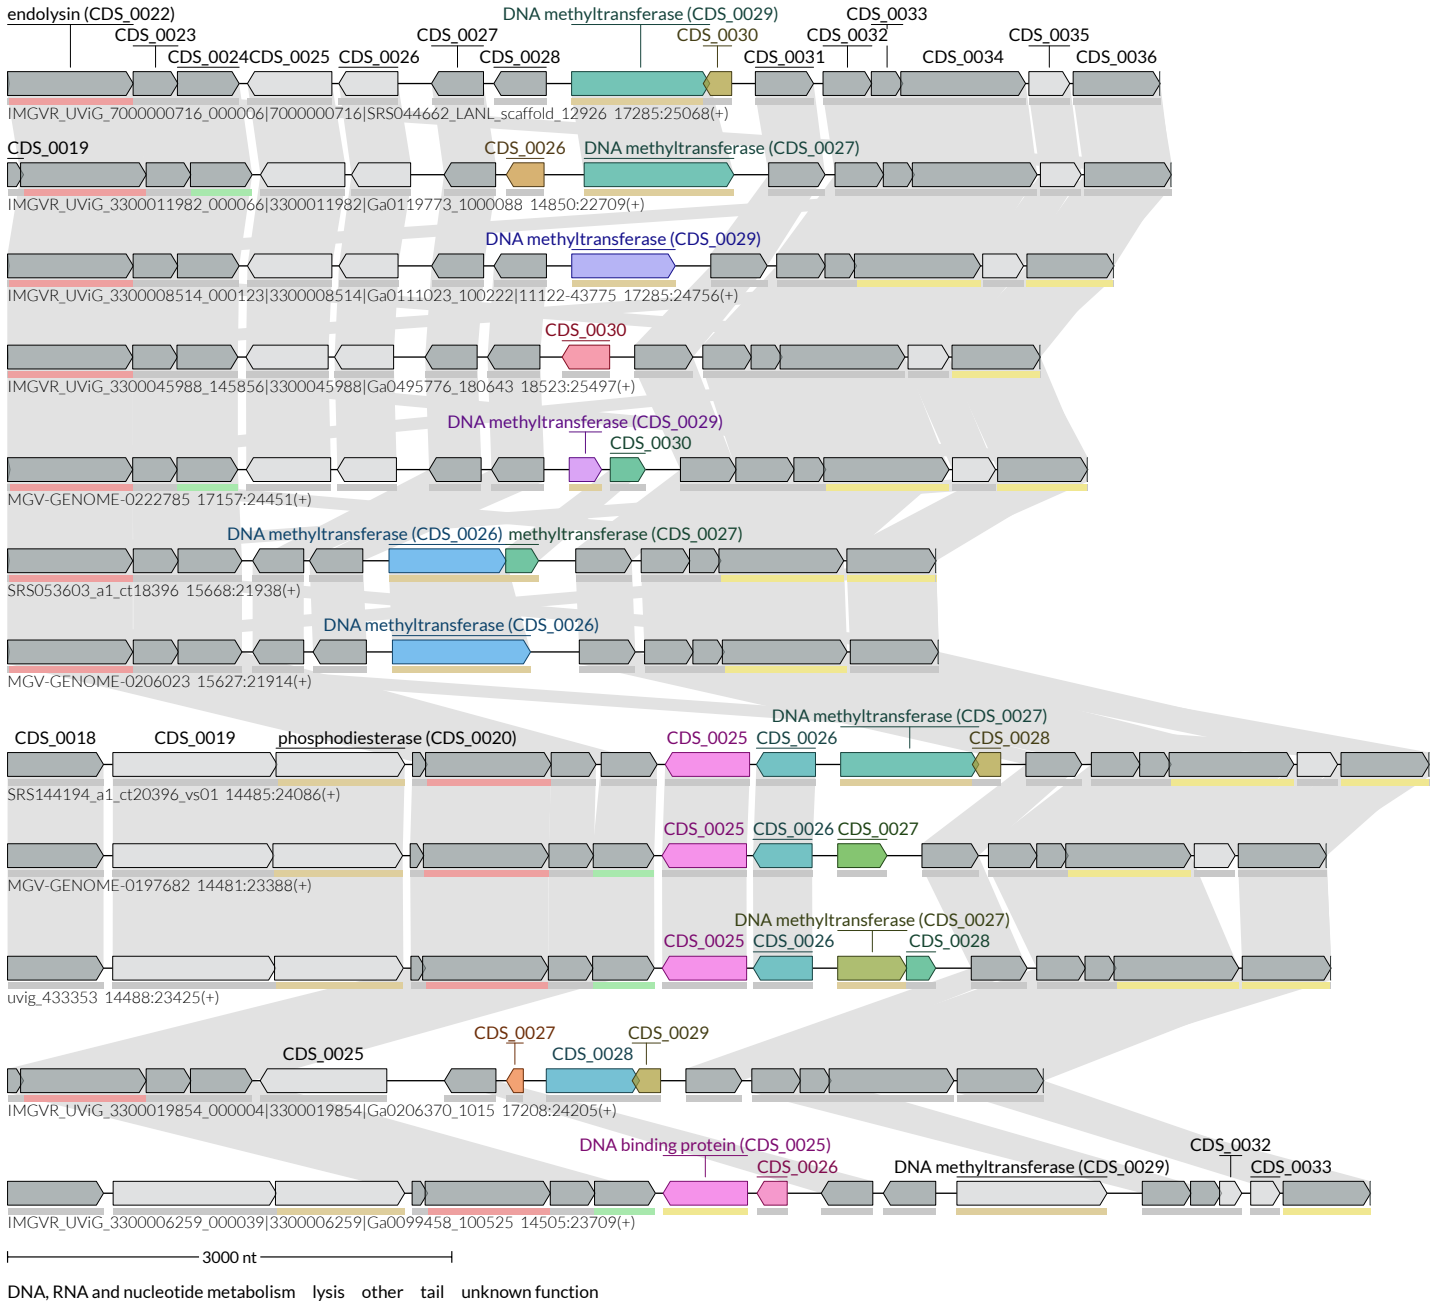 endolysin (CDS_0022) DNA methyltransferase (CDS_0029) CDS_0033
CDS_0023 CDS_0027 CDS_0030 CDS_0032 CDS_0035
CDS_0024 CDS_0025 CDS_0026 CDS_0028 CDS_0031 CDS_0034 CDS_0036
IMGVR_UViG_7000000716_000006|7000000716|SRS044662_LANL_scaffold_12926 17285:25068(+)
CDS_0019 CDS_0026 DNA methyltransferase (CDS_0027)
IMGVR_UViG_3300011982_000066|3300011982|Ga0119773_1000088 14850:22709(+)
DNA methyltransferase (CDS_0029)
IMGVR_UViG_3300008514_000123|3300008514|Ga0111023_100222|11122-43775 17285:24756(+)
CDS_0030
IMGVR_UViG_3300045988_145856|3300045988|Ga0495776_180643 18523:25497(+)
DNA methyltransferase (CDS_0029)
CDS_0030
MGV-GENOME-0222785 17157:24451(+)
DNA methyltransferase (CDS_0026) methyltransferase (CDS_0027)
SRS053603_a1_ct18396 15668:21938(+)
DNA methyltransferase (CDS_0026)
MGV-GENOME-0206023 15627:21914(+)
DNA methyltransferase (CDS_0027)
CDS_0018 CDS_0019 phosphodiesterase (CDS_0020) CDS_0025 CDS_0026 CDS_0028
SRS144194_a1_ct20396_vs01 14485:24086(+)
CDS_0025 CDS_0026 CDS_0027
MGV-GENOME-0197682 14481:23388(+)
DNA methyltransferase (CDS_0027)
CDS_0025 CDS_0026 CDS_0028
uvig_433353 14488:23425(+)
CDS_0027 CDS_0029
CDS_0025 CDS_0028
IMGVR_UViG_3300019854_000004|3300019854|Ga0206370_1015 17208:24205(+)
DNA binding protein (CDS_0025) CDS_0032
CDS_0026 DNA methyltransferase (CDS_0029) CDS_0033
IMGVR_UViG_3300006259_000039|3300006259|Ga0099458_100525 14505:23709(+)
3000 nt
DNA, RNA and nucleotide metabolism lysis other tail unknown function